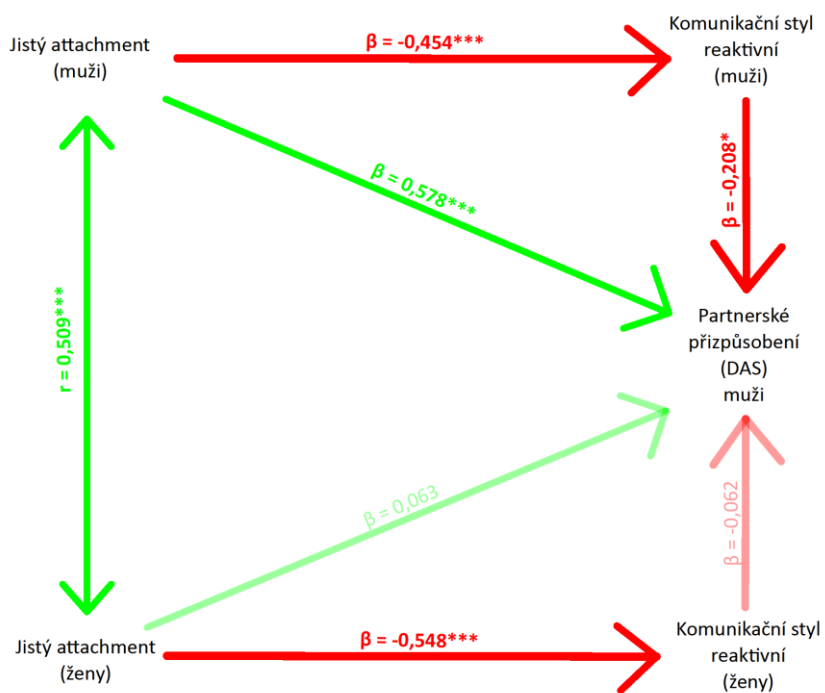 Jistý attachment
(muži)
β = -0,454***
Komunikační styl
reaktivní
(muži)
β = 0,578***
β = -0,208*
r = 0,509***
Partnerské
přizpůsobení
(DAS)
muži
β = 0,063
β = -0,062
Jistý attachment
(ženy)
β = -0,548***
Komunikační styl
reaktivní
(ženy)